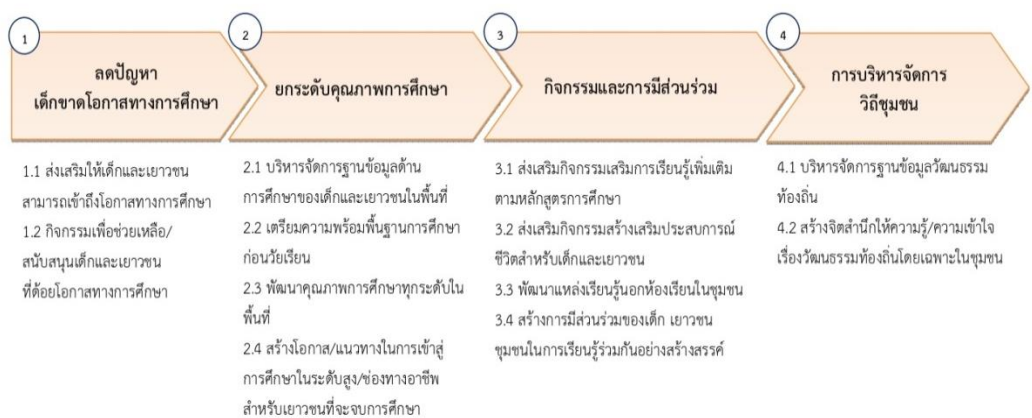 1
ลดปัญหา
เด็กขาดโอกาสทางการศึกษา
1.1 ส่งเสริมให้เด็กและเยาวชน
สามารถเข้าถึงโอกาสทางการศึกษา
1.2 กิจกรรมเพื่อช่วยเหลือ/
สนับสนุนเด็กและเยาวชน
ที่ด้อยโอกาสทางการศึกษา
2
ยกระดับคุณภาพการศึกษา
2.1 บริหารจัดการฐานข้อมูลด้าน
การศึกษาของเด็กและเยาวชนในพื้นที่
2.2 เตรียมความพร้อมพื้นฐานการศึกษา
ก่อนวัยเรียน
2.3 พัฒนาคุณภาพการศึกษาทุกระดับใน
พื้นที่
2.4 สร้างโอกาส/แนวทางในการเข้าสู่
การศึกษาในระดับสูง/ช่องทางอาชีพ
สำหรับเยาวชนที่จะจบการศึกษา
3
กิจกรรมและการมีส่วนร่วม
3.1 ส่งเสริมกิจกรรมเสริมการเรียนรู้เพิ่มเติม
ตามหลักสูตรการศึกษา
3.2 ส่งเสริมกิจกรรมสร้างเสริมประสบการณ์
ชีวิตสำหรับเด็กและเยาวชน
3.3 พัฒนาแหล่งเรียนรู้นอกห้องเรียนในชุมชน
3.4 สร้างการมีส่วนร่วมของเด็ก เยาวชน
ชุมชนในการเรียนรู้ร่วมกันอย่างสร้างสรรค์
4
การบริหารจัดการ
วิถีชุมชน
4.1 บริหารจัดการฐานข้อมูลวัฒนธรรม
ท้องถิ่น
4.2 สร้างจิตสำนึกให้ความรู้/ความเข้าใจ
เรื่องวัฒนธรรมท้องถิ่นโดยเฉพาะในชุมชน